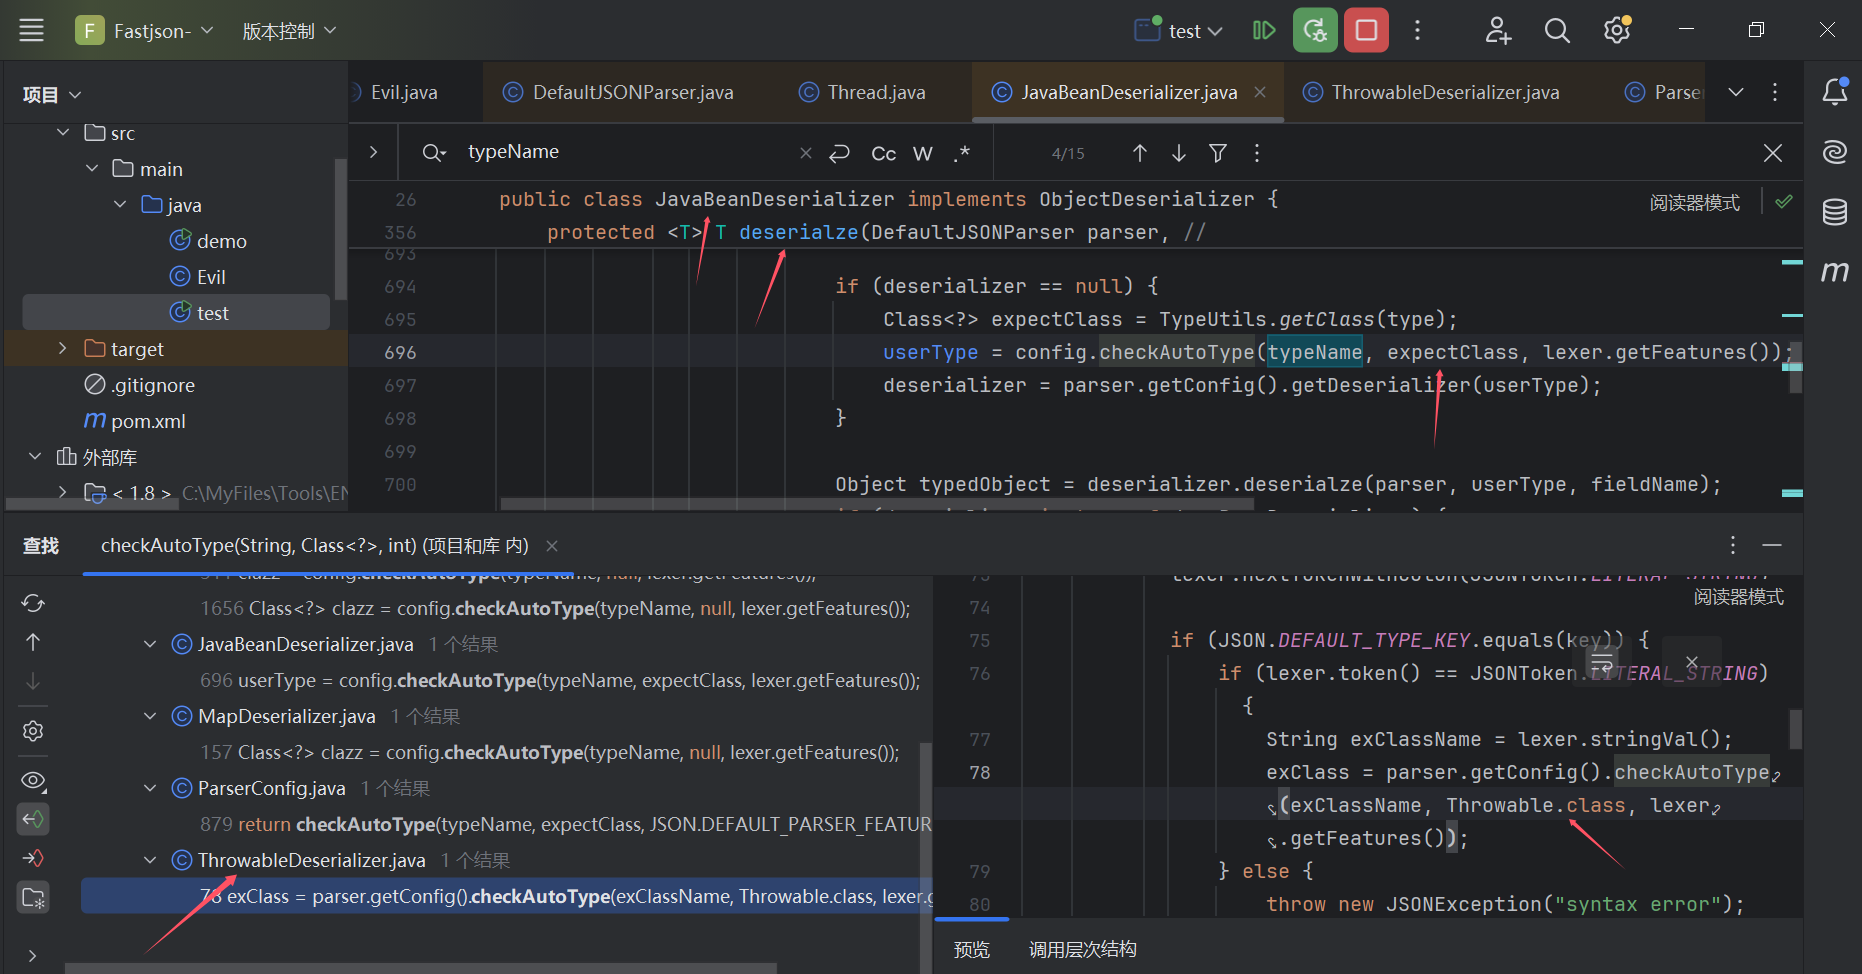 F Fastjson- 版本控制 test
项目
Evil.java DefaultJSONParser.java Thread.java JavaBeanDeserializer.java ThrowableDeserializer.java
src
main
java
demo
Evil
test
target
.gitignore
pom.xml
外部库
< 1.8 > C:\MyFiles\Tools\
typeName Cc W .* 4/15
阅读器模式
26 public class JavaBeanDeserializer implements ObjectDeserializer {
356 protected <T> T deserialze(DefaultJSONParser parser, //
693
694 if (deserializer == null) {
695 Class<?> expectClass = TypeUtils.getClass(type);
696 userType = config.checkAutoType(typeName, expectClass, lexer.getFeatures());
697 deserializer = parser.getConfig().getDeserializer(userType);
698 }
699
700 Object typedObject = deserializer.deserialze(parser, userType, fieldName);
查找 checkAutoType(String, Class<?>, int) (项目和库 内)
clazz = config.checkAutoType(typeName, null, lexer.getFeatures());
1656 Class<?> clazz = config.checkAutoType(typeName, null, lexer.getFeatures());
JavaBeanDeserializer.java 1 个结果
696 userType = config.checkAutoType(typeName, expectClass, lexer.getFeatures());
MapDeserializer.java 1 个结果
157 Class<?> clazz = config.checkAutoType(typeName, null, lexer.getFeatures());
ParserConfig.java 1 个结果
879 return checkAutoType(typeName, expectClass, JSON.DEFAULT_PARSER_FEATUR
ThrowableDeserializer.java 1 个结果
78 exClass = parser.getConfig().checkAutoType(exClassName, Throwable.class, lexer.
阅读器模式
74
75 if (JSON.DEFAULT_TYPE_KEY.equals(key)) {
76 if (lexer.token() == JSONToken.LITERAL_STRING)
{
77 String exClassName = lexer.stringVal();
78 exClass = parser.getConfig().checkAutoType
(exClassName, Throwable.class, lexer
.getFeatures());
79 } else {
80 throw new JSONException("syntax error");
预览 调用层次结构